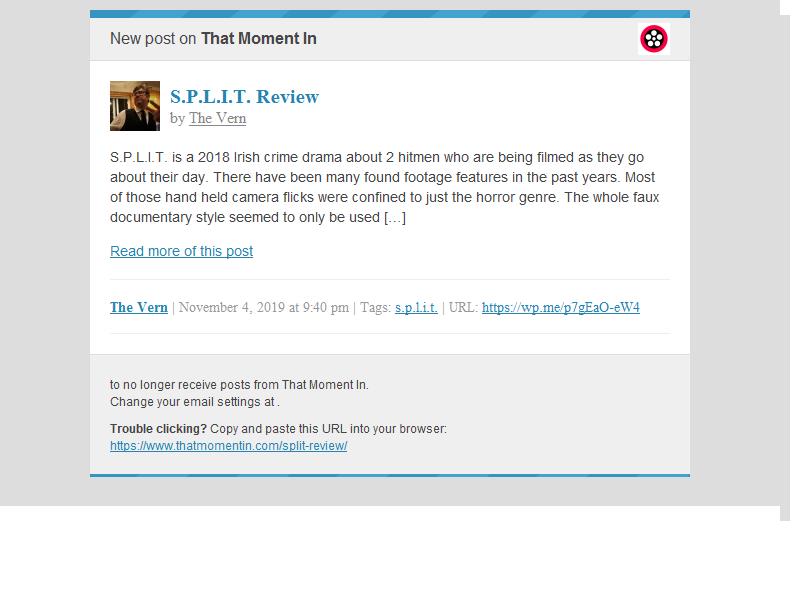 New post on That Moment In
S.P.L.I.T. Review
by The Vern
S.P.L.I.T. is a 2018 Irish crime drama about 2 hitmen who are being filmed as they go
about their day. There have been many found footage features in the past years. Most
of those hand held camera flicks were confined to just the horror genre. The whole faux
documentary style seemed to only be used […]
Read more of this post
The Vern | November 4, 2019 at 9:40 pm | Tags: s.p.l.i.t. | URL: https://wp.me/p7gEaO-eW4
to no longer receive posts from That Moment In.
Change your email settings at .
Trouble clicking? Copy and paste this URL into your browser:
https://www.thatmomentin.com/split-review/